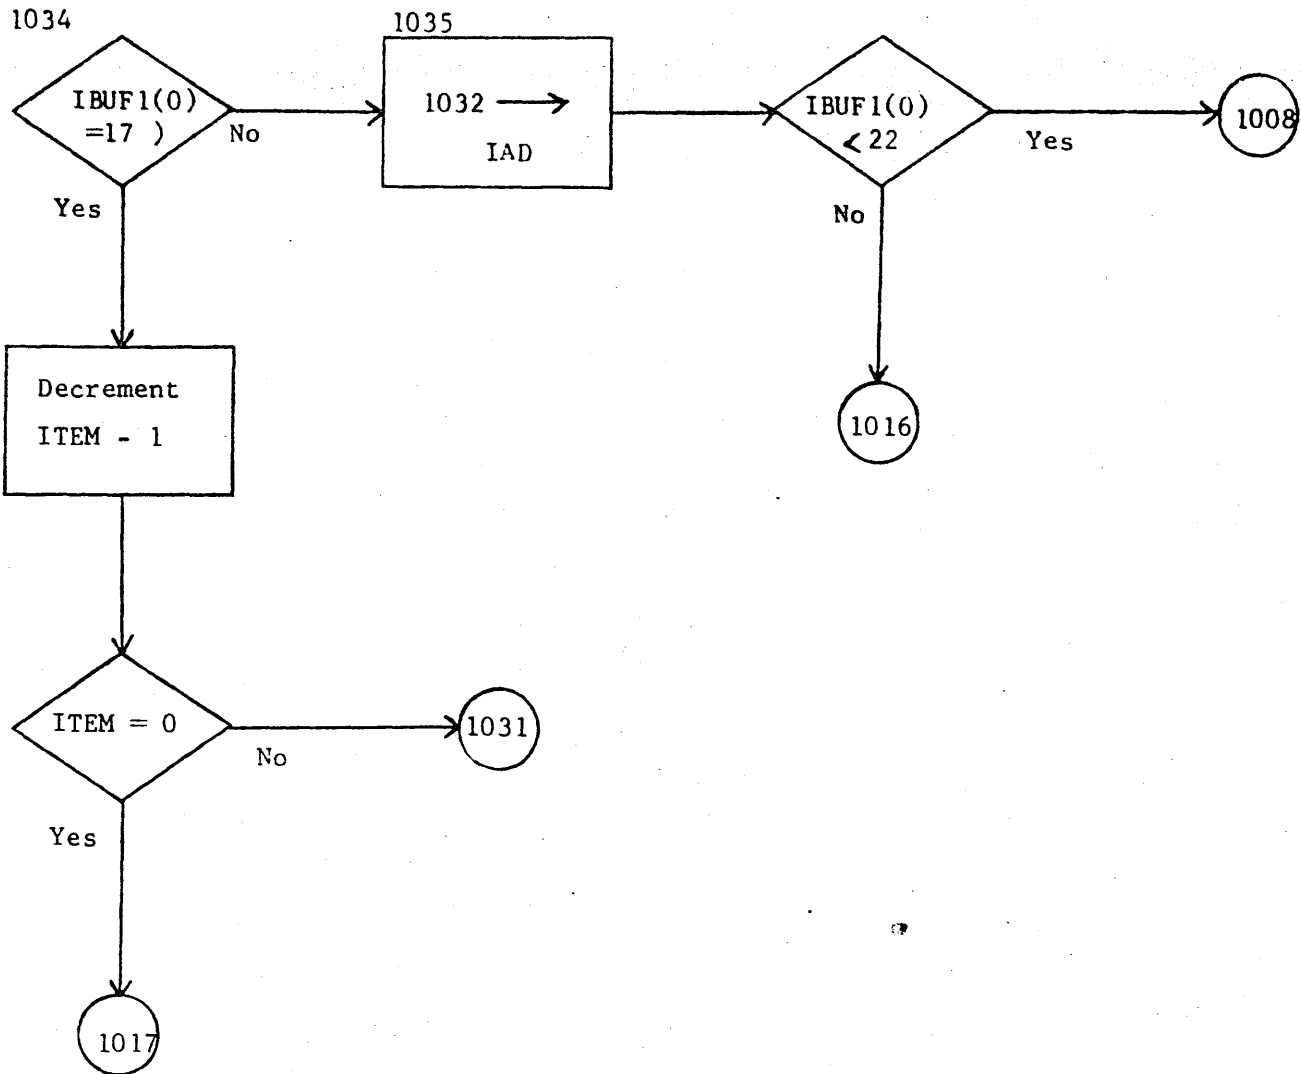 1034
IBUF1(0)
=17 )
No
Yes
1035
1032
IAD
IBUF1(0)
<22
Yes
1008
No
1016
Decrement
ITEM - 1
ITEM = 0
No
1031
Yes
1017